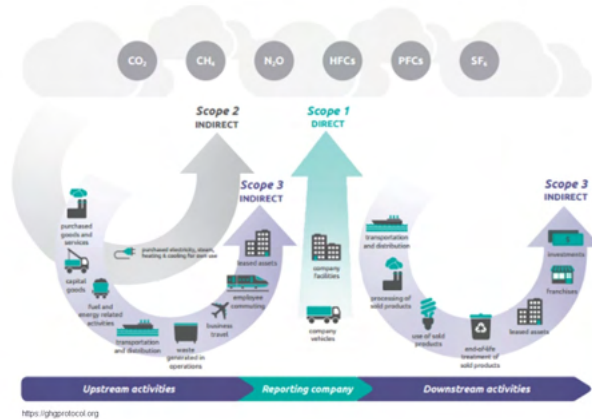 CO₂ CH₄ N₂O HFCs PFCs SF₆
Scope 2
INDIRECT
Scope 1
DIRECT
Scope 3
INDIRECT
Scope 3
INDIRECT
purchased
goods and
services
capital
goods
fuel and
energy related
activities
transportation
and distribution
waste
generated in
operations
business
travel
employee
commuting
leased assets
purchased electricity, steam,
heating & cooling for own use
company
facilities
company
vehicles
transportation
and distribution
processing of
sold products
use of sold
products
end-of-life
treatment of
sold products
leased assets
franchises
investments
Upstream activities
Reporting company
Downstream activities
https://ghgprotocol.org